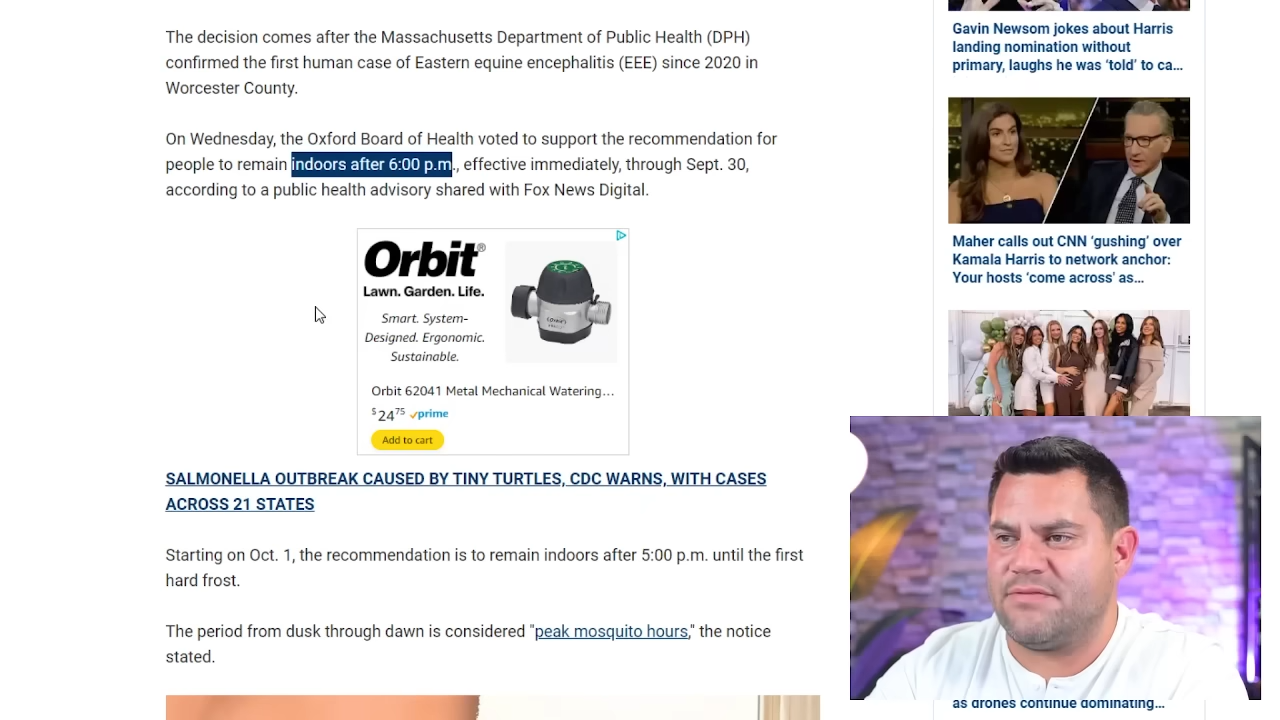 The decision comes after the Massachusetts Department of Public Health (DPH)
confirmed the first human case of Eastern equine encephalitis (EEE) since 2020 in
Worcester County.
On Wednesday, the Oxford Board of Health voted to support the recommendation for
people to remain indoors after 6:00 p.m., effective immediately, through Sept. 30,
according to a public health advisory shared with Fox News Digital.
Orbit®
Lawn. Garden. Life.
Smart. System-
Designed. Ergonomic.
Sustainable.
Orbit 62041 Metal Mechanical Watering…
$24.75 prime
Add to cart
SALMONELLA OUTBREAK CAUSED BY TINY TURTLES, CDC WARNS, WITH CASES
ACROSS 21 STATES
Starting on Oct. 1, the recommendation is to remain indoors after 5:00 p.m. until the first
hard frost.
The period from dusk through dawn is considered "peak mosquito hours," the notice
stated.
Gavin Newsom jokes about Harris
landing nomination without
primary, laughs he was ‘told’ to ca…
Maher calls out CNN ‘gushing’ over
Kamala Harris to network anchor:
Your hosts ‘come across’ as…
as drones continue dominating…